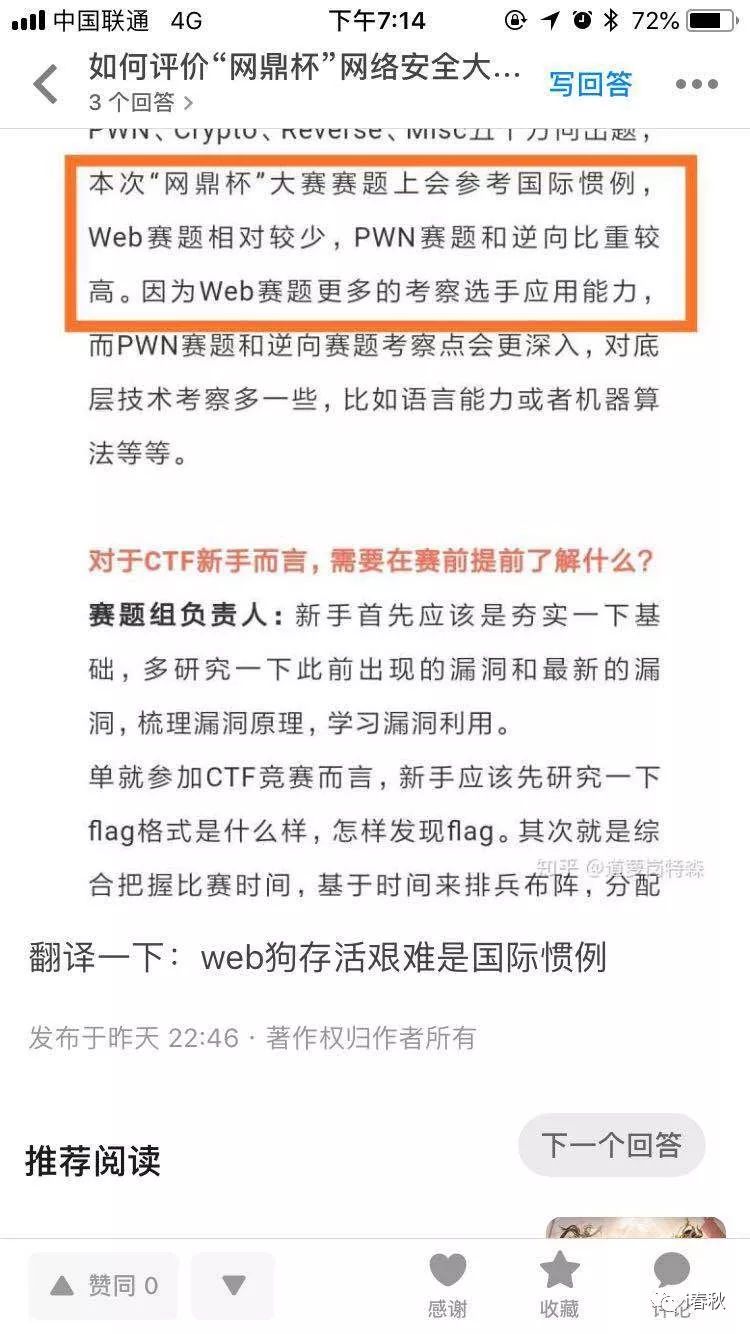 中国联通 4G 下午7:14 72%
如何评价“网鼎杯”网络安全大... 写回答
3 个回答
PWN、Crypto、Reverse、Misc五个方向出题，
本次“网鼎杯”大赛赛题上会参考国际惯例，
Web赛题相对较少，PWN赛题和逆向比重较
高。因为Web赛题更多的考察选手应用能力，
而PWN赛题和逆向赛题考察点会更深入，对底
层技术考察多一些，比如语言能力或者机器算
法等等。
对于CTF新手而言，需要在赛前提前了解什么？
赛题组负责人：新手首先应该是夯实一下基
础，多研究一下此前出现的漏洞和最新的漏
洞，梳理漏洞原理，学习漏洞利用。
单就参加CTF竞赛而言，新手应该先研究一下
flag格式是什么样，怎样发现flag。其次就是综
合把握比赛时间，基于时间来排兵布阵，分配
知乎 @道萝岗特森
翻译一下：web狗存活艰难是国际惯例
发布于昨天 22:46 · 著作权归作者所有
下一个回答
推荐阅读
赞同 0
感谢 收藏 评论
i春秋